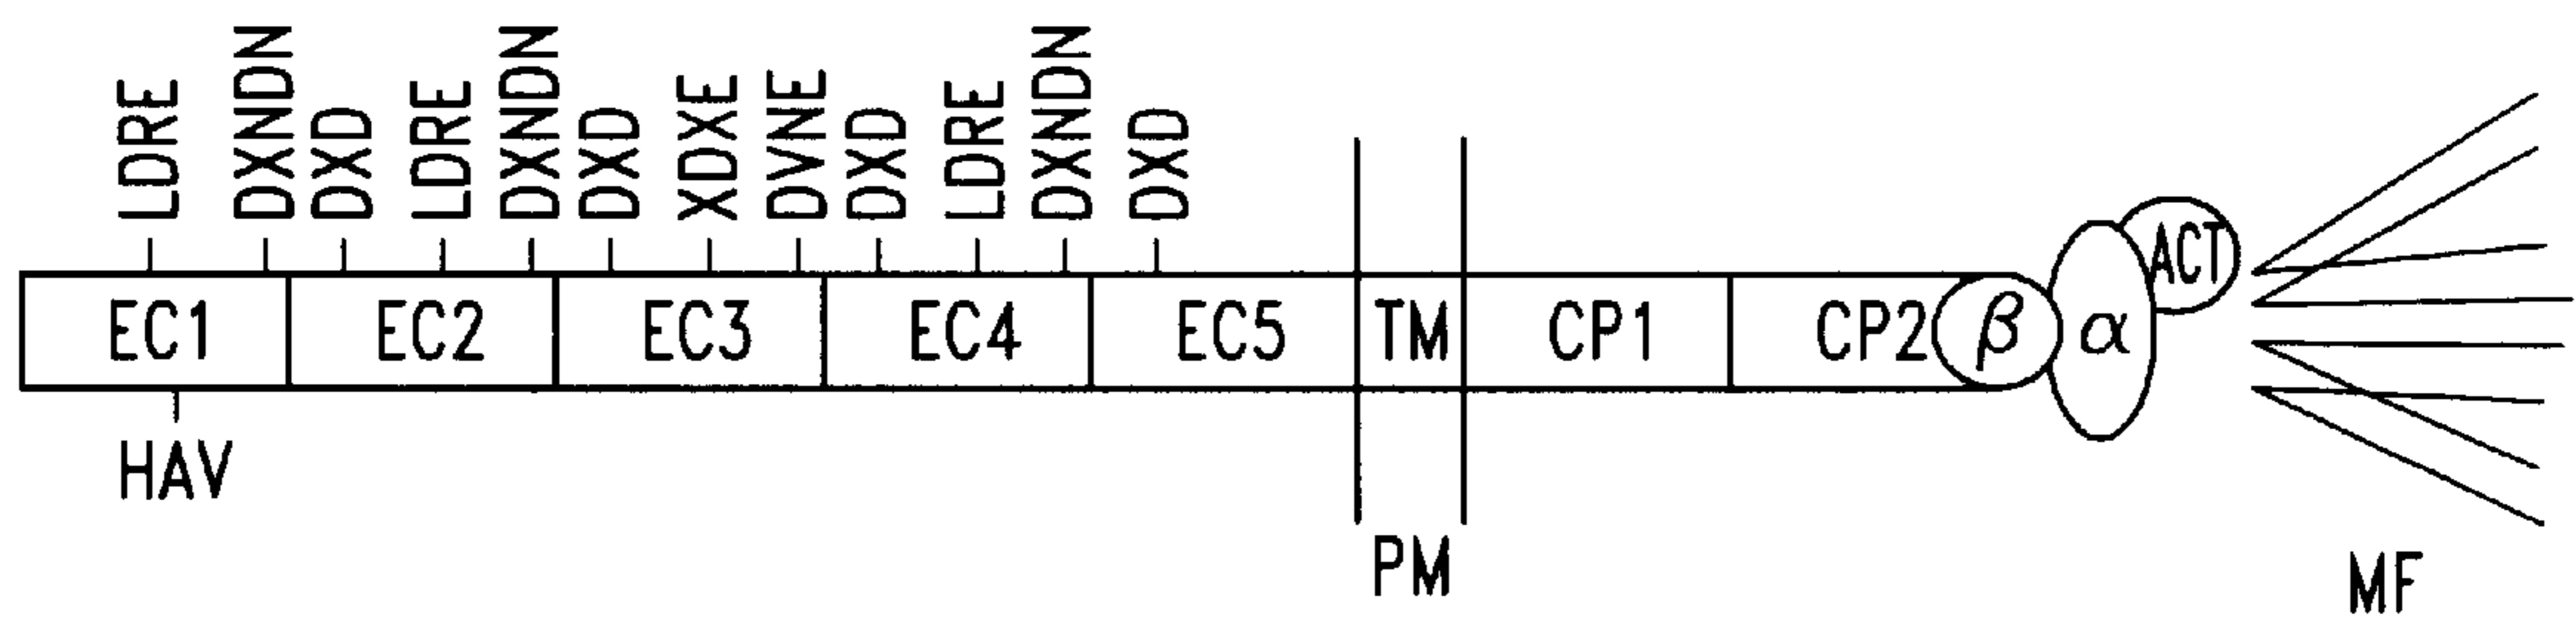 LDRE DXNDN DXD LDRE DXNDN DXD XDXE DVNE DXD LDRE DXNDN DXD
EC1 EC2 EC3 EC4 EC5 TM CP1 CP2 β α ACT
HAV
PM
MF